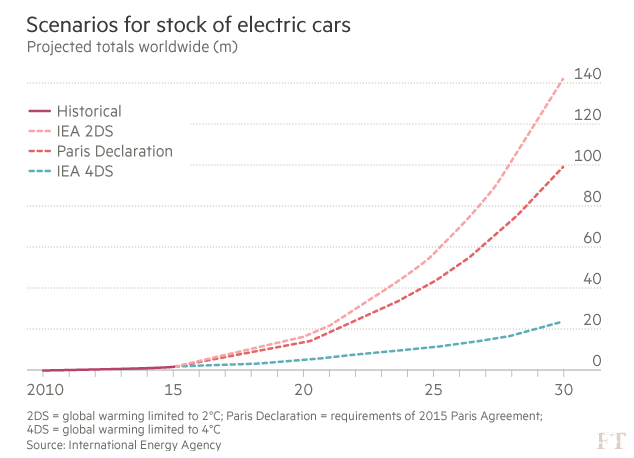 Scenarios for stock of electric cars
Projected totals worldwide (m)
140
Historical
120
IEA 2DS
Paris Declaration
100
IEA 4DS
80
60
40
20
0
2010 15 20 25 30
2DS = global warming limited to 2°C; Paris Declaration = requirements of 2015 Paris Agreement;
4DS = global warming limited to 4°C
Source: International Energy Agency
FT